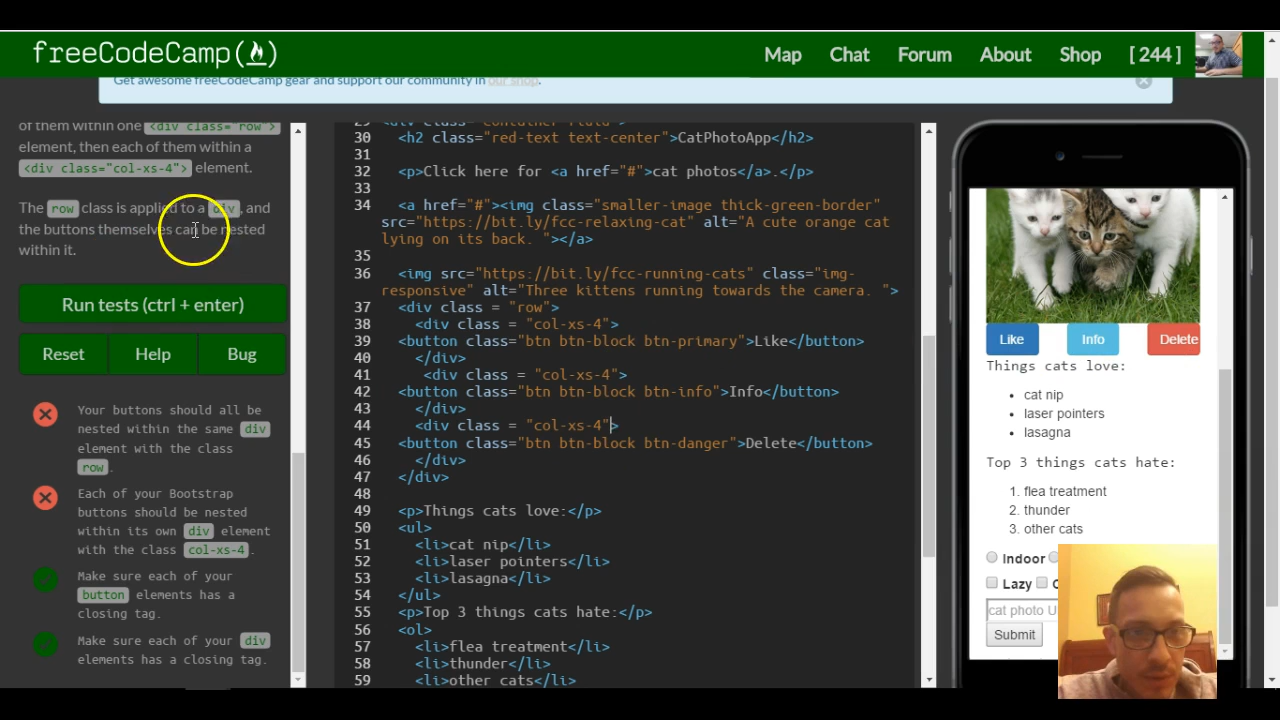 freeCodeCamp(
Map Chat Forum About Shop [ 244 ]
Get awesome freeCodeCamp gear and support our community in our shop.
of them within one <div class="row">
element, then each of them within a
<div class="col-xs-4"> element.
The row class is applied to a div, and
the buttons themselves can be nested
within it.
Run tests (ctrl + enter)
Reset Help Bug
Your buttons should all be
nested within the same div
element with the class
row.
Each of your Bootstrap
buttons should be nested
within its own div element
with the class col-xs-4.
Make sure each of your
button elements has a
closing tag.
Make sure each of your div
elements has a closing tag.
29 <div class="container-fluid">
30 <h2 class="red-text text-center">CatPhotoApp</h2>
31
32 <p>Click here for <a href="#">cat photos</a>.</p>
33
34 <a href="#"><img class="smaller-image thick-green-border"
src="https://bit.ly/fcc-relaxing-cat" alt="A cute orange cat
lying on its back. "></a>
35
36 <img src="https://bit.ly/fcc-running-cats" class="img-
responsive" alt="Three kittens running towards the camera. ">
37 <div class = "row">
38 <div class = "col-xs-4">
39 <button class="btn btn-block btn-primary">Like</button>
40 </div>
41 <div class = "col-xs-4">
42 <button class="btn btn-block btn-info">Info</button>
43 </div>
44 <div class = "col-xs-4">
45 <button class="btn btn-block btn-danger">Delete</button>
46 </div>
47 </div>
48
49 <p>Things cats love:</p>
50 <ul>
51 <li>cat nip</li>
52 <li>laser pointers</li>
53 <li>lasagna</li>
54 </ul>
55 <p>Top 3 things cats hate:</p>
56 <ol>
57 <li>flea treatment</li>
58 <li>thunder</li>
59 <li>other cats</li>
Like Info Delete
Things cats love:
• cat nip
• laser pointers
• lasagna
Top 3 things cats hate:
1. flea treatment
2. thunder
3. other cats
Indoor
Lazy
cat photo U
Submit